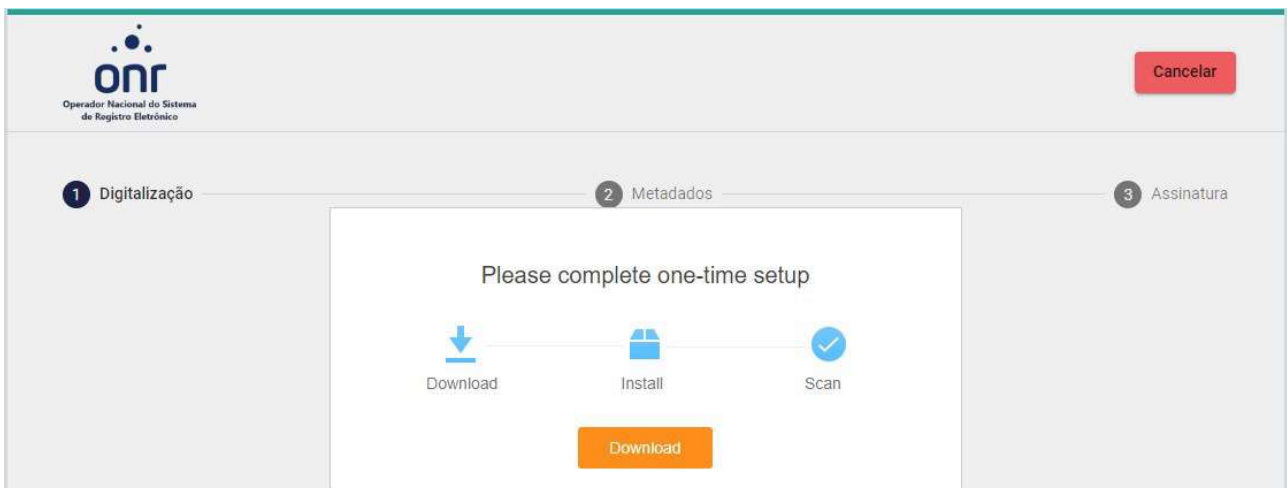 onr
Operador Nacional do Sistema
de Registro Eletrônico
Cancelar
1 Digitalização
2 Metadados
3 Assinatura
Please complete one-time setup
Download
Install
Scan
Download